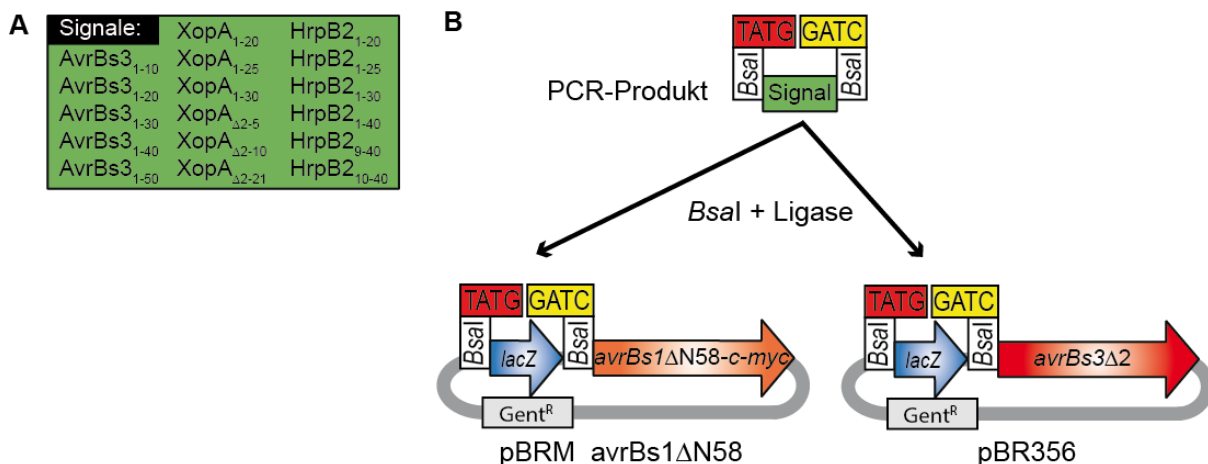 A
Signale: XopA1-20 HrpB21-20
AvrBs31-10 XopA1-25 HrpB21-25
AvrBs31-20 XopA1-30 HrpB21-30
AvrBs31-30 XopAΔ2-5 HrpB21-40
AvrBs31-40 XopAΔ2-10 HrpB29-40
AvrBs31-50 XopAΔ2-21 HrpB210-40
B
TATG GATC
BsaI BsaI
PCR-Produkt
Signal
BsaI + Ligase
TATG GATC
BsaI BsaI
lacZ avrBs1ΔN58-c-myc
GentR
pBRM avrBs1ΔN58
TATG GATC
BsaI BsaI
lacZ avrBs3Δ2
GentR
pBR356